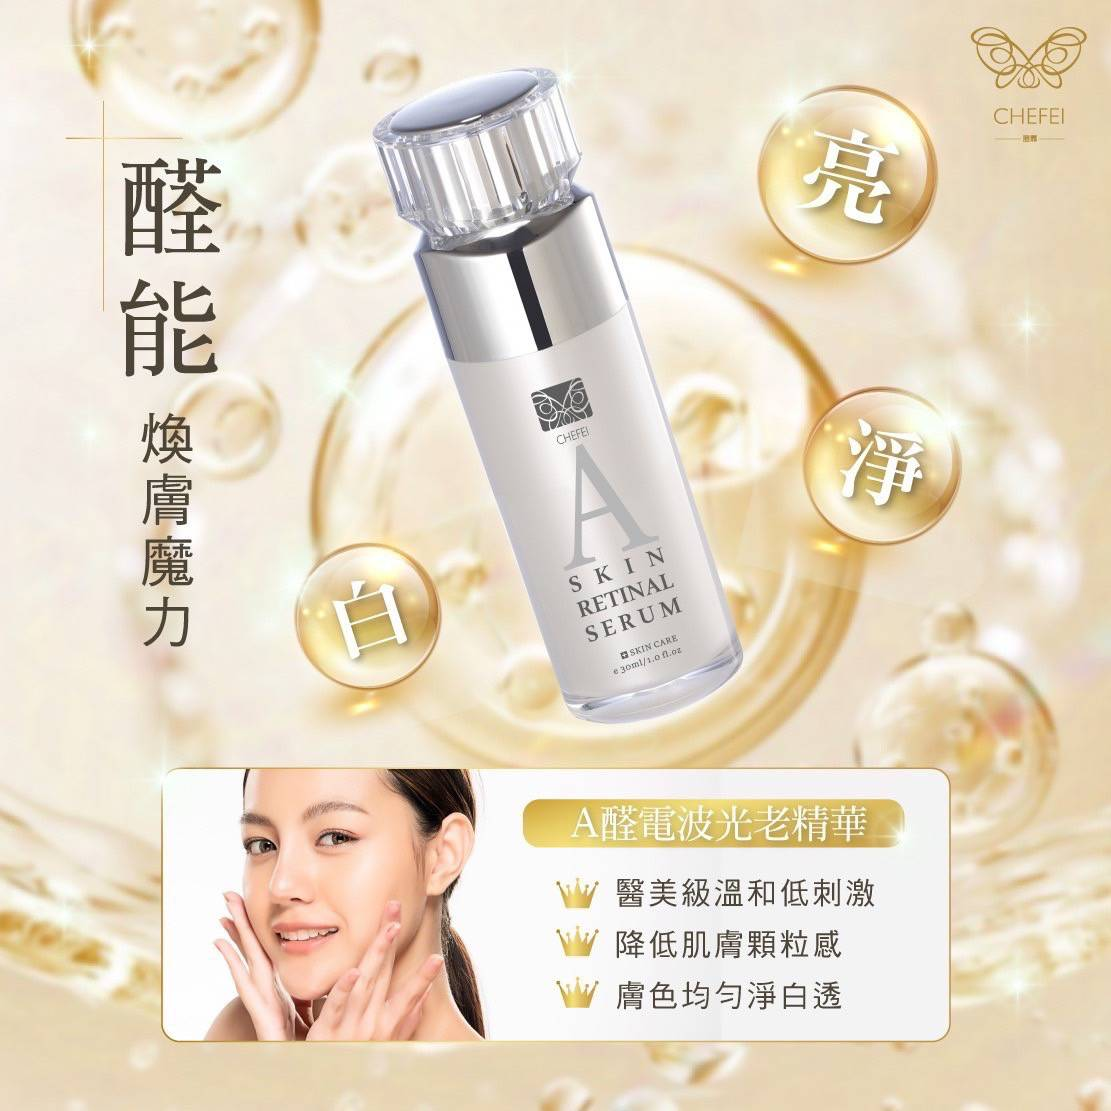 CHEFEI
醛能
煥膚魔力
亮
淨
白
CHEFEI
A
SKIN
RETINAL
SERUM
SKIN CARE
e 30ml/1.0 fl.oz
A醛電波光老精華
醫美級溫和低刺激
降低肌膚顆粒感
膚色均勻淨白透